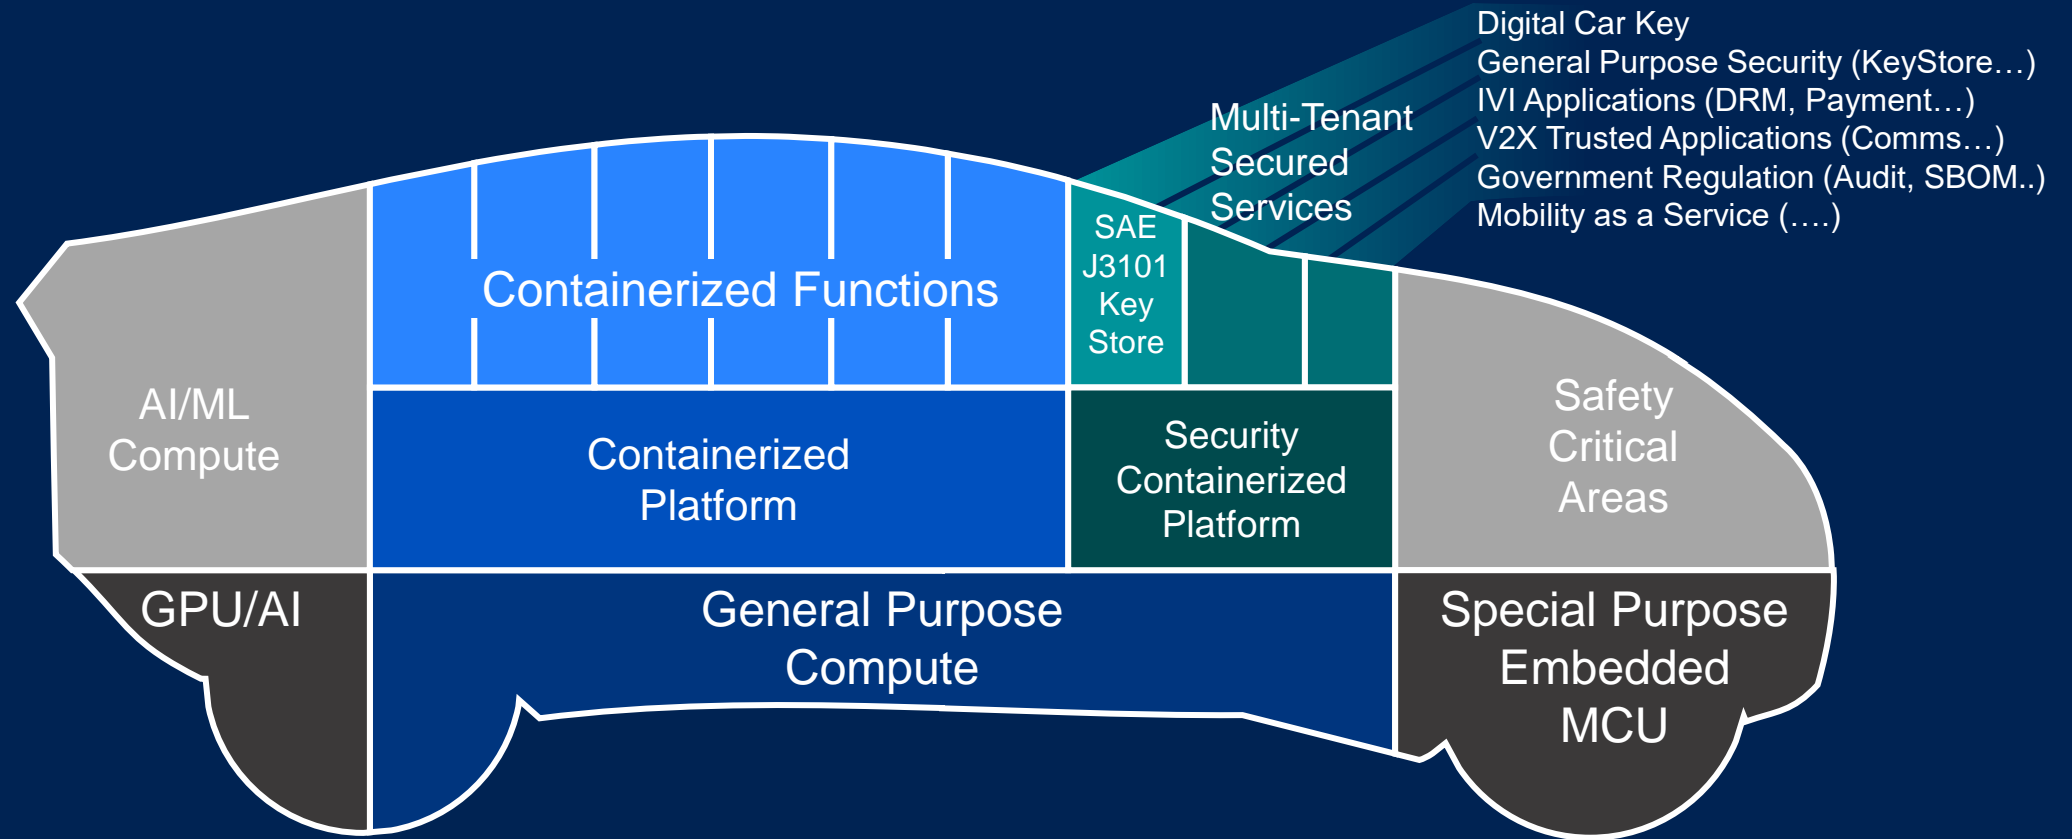 Digital Car Key
General Purpose Security (KeyStore…)
IVI Applications (DRM, Payment…)
V2X Trusted Applications (Comms…)
Government Regulation (Audit, SBOM..)
Mobility as a Service (….)
Multi-Tenant
Secured
Services
SAE
J3101
Key
Store
Containerized Functions
AI/ML
Compute
Containerized
Platform
Security
Containerized
Platform
Safety
Critical
Areas
GPU/AI
General Purpose
Compute
Special Purpose
Embedded
MCU